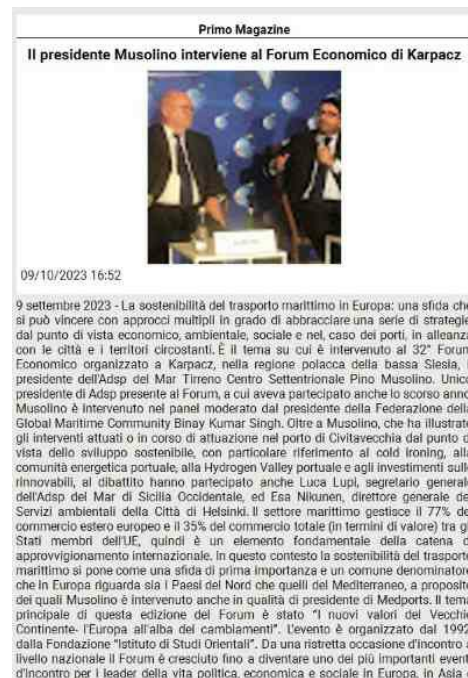 Primo Magazine
Il presidente Musolino interviene al Forum Economico di Karpacz
09/10/2023 16:52
9 settembre 2023 - La sostenibilità del trasporto marittimo in Europa: una sfida che
si può vincere con approcci multipli in grado di abbracciare una serie di strategie
dal punto di vista economico, ambientale, sociale e nel, caso dei porti, in alleanza
con le città e i territori circostanti. È il tema su cui è intervenuto al 32° Forum
Economico organizzato a Karpacz, nella regione polacca della bassa Slesia, i
presidente dell'Adsp del Mar Tirreno Centro Settentrionale Pino Musolino. Unico
presidente di Adsp presente al Forum, a cui aveva partecipato anche lo scorso anno
Musolino è intervenuto nel panel moderato dal presidente della Federazione della
Global Maritime Community Binay Kumar Singh. Oltre a Musolino, che ha illustrato
gli interventi attuati o in corso di attuazione nel porto di Civitavecchia dal punto d
vista dello sviluppo sostenibile, con particolare riferimento al cold ironing, alla
comunità energetica portuale, alla Hydrogen Valley portuale e agli investimenti sull
rinnovabili, al dibattito hanno partecipato anche Luca Lupi, segretario general
dell'Adsp del Mar di Sicilia Occidentale, ed Esa Nikunen, direttore generale de
Servizi ambientali della Città di Helsinki. Il settore marittimo gestisce il 77% de
commercio estero europeo e il 35% del commercio totale (in termini di valore) tra g
Stati membri dell'UE, quindi è un elemento fondamentale della catena d
approvvigionamento internazionale. In questo contesto la sostenibilità del trasporto
marittimo si pone come una sfida di prima importanza e un comune denominatore
che in Europa riguarda sia i Paesi del Nord che quelli del Mediterraneo, a proposito
dei quali Musolino è intervenuto anche in qualità di presidente di Medports. Il tema
principale di questa edizione del Forum è stato "I nuovi valori del Vecchio
Continente- l'Europa all'alba dei cambiamenti". L'evento è organizzato dal 1992
dalla Fondazione "Istituto di Studi Orientali". Da una ristretta occasione d'incontro a
livello nazionale il Forum è cresciuto fino a diventare uno dei più importanti event
d'incontro per i leader della vita politica, economica e sociale in Europa, in Asia e